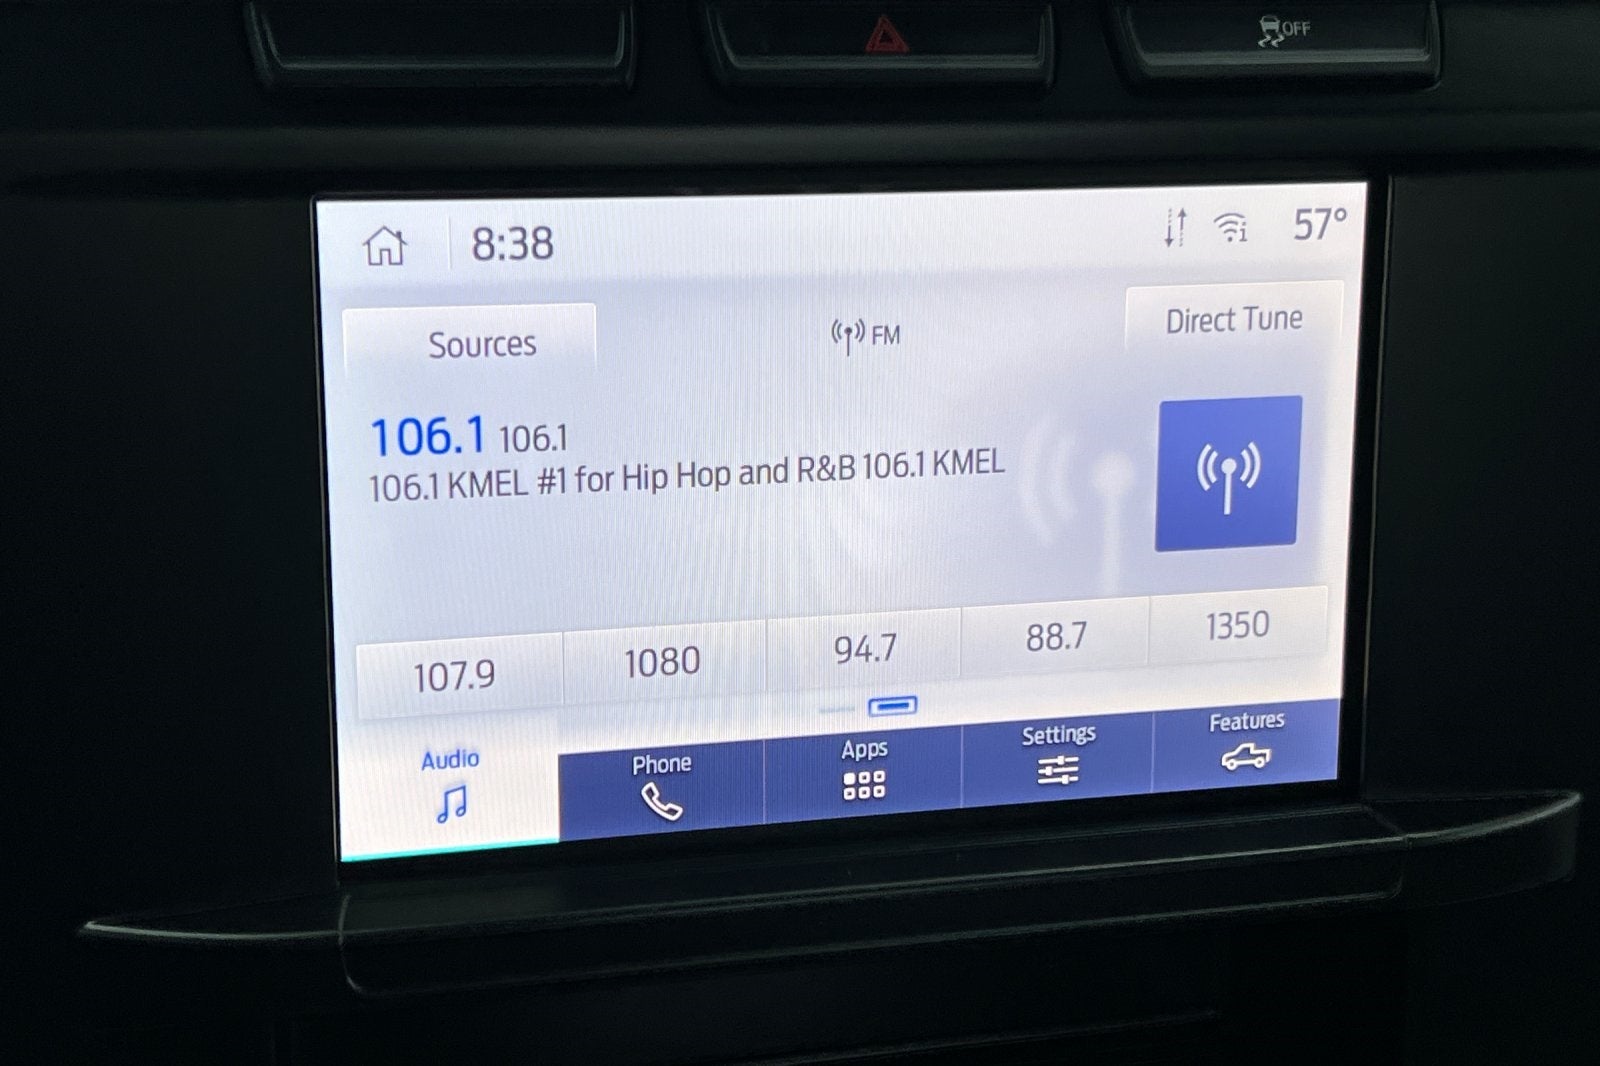 OFF
8:38
57°
Sources
FM
Direct Tune
106.1 106.1
106.1 KMEL #1 for Hip Hop and R&B 106.1 KMEL
107.9
1080
94.7
88.7
1350
Audio
Phone
Apps
Settings
Features